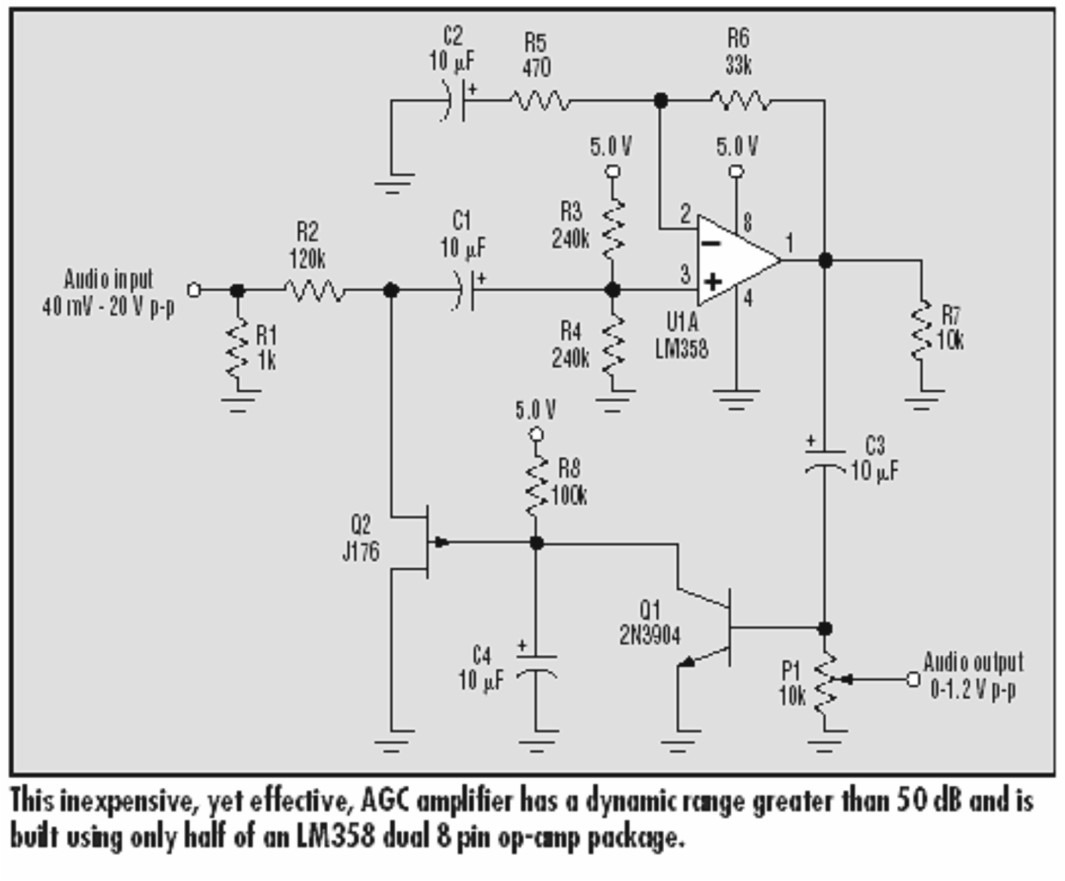 C2
10 µF
R5
470
R6
33k
5.0 V
5.0 V
R3
240k
2
8
1
3
4
U1A
LM358
C1
10 µF
R2
120k
Audio input
40 mV - 20 V p-p
R1
1k
R4
240k
R7
10k
5.0 V
R8
100k
C3
10 µF
Q2
J176
Q1
2N3904
C4
10 µF
P1
10k
Audio output
0-1.2 V p-p
This inexpensive, yet effective, AGC amplifier has a dynamic range greater than 50 dB and is
built using only half of an LM358 dual 8 pin op-amp package.